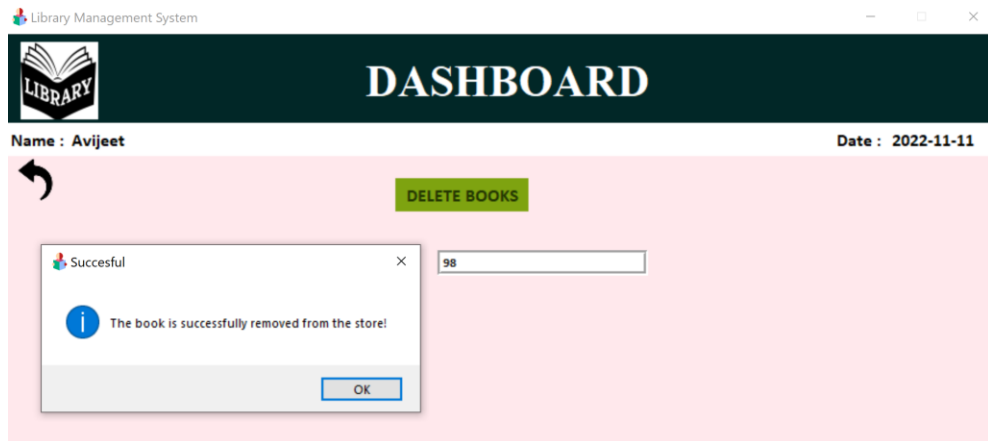 Library Management System
LIBRARY
DASHBOARD
Name : Avijeet
Date : 2022-11-11
DELETE BOOKS
98
Succesful
The book is successfully removed from the store!
OK